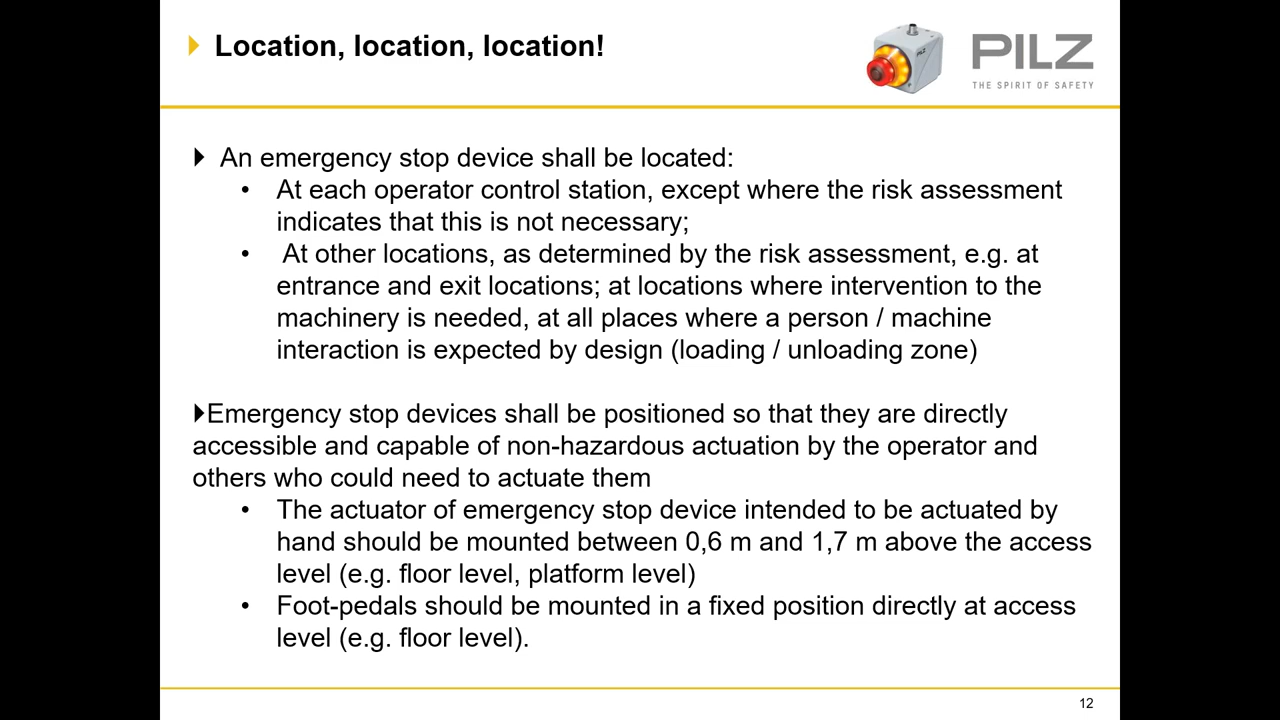 Location, location, location!
PILZ
THE SPIRIT OF SAFETY
An emergency stop device shall be located:
• At each operator control station, except where the risk assessment
indicates that this is not necessary;
• At other locations, as determined by the risk assessment, e.g. at
entrance and exit locations; at locations where intervention to the
machinery is needed, at all places where a person / machine
interaction is expected by design (loading / unloading zone)
Emergency stop devices shall be positioned so that they are directly
accessible and capable of non-hazardous actuation by the operator and
others who could need to actuate them
• The actuator of emergency stop device intended to be actuated by
hand should be mounted between 0,6 m and 1,7 m above the access
level (e.g. floor level, platform level)
• Foot-pedals should be mounted in a fixed position directly at access
level (e.g. floor level).
12